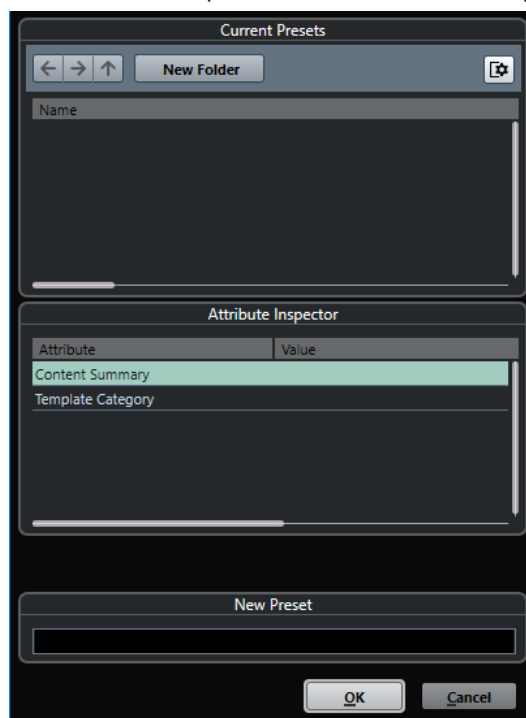 Current Presets
New Folder
Name
Attribute Inspector
Attribute Value
Content Summary
Template Category
New Preset
OK Cancel